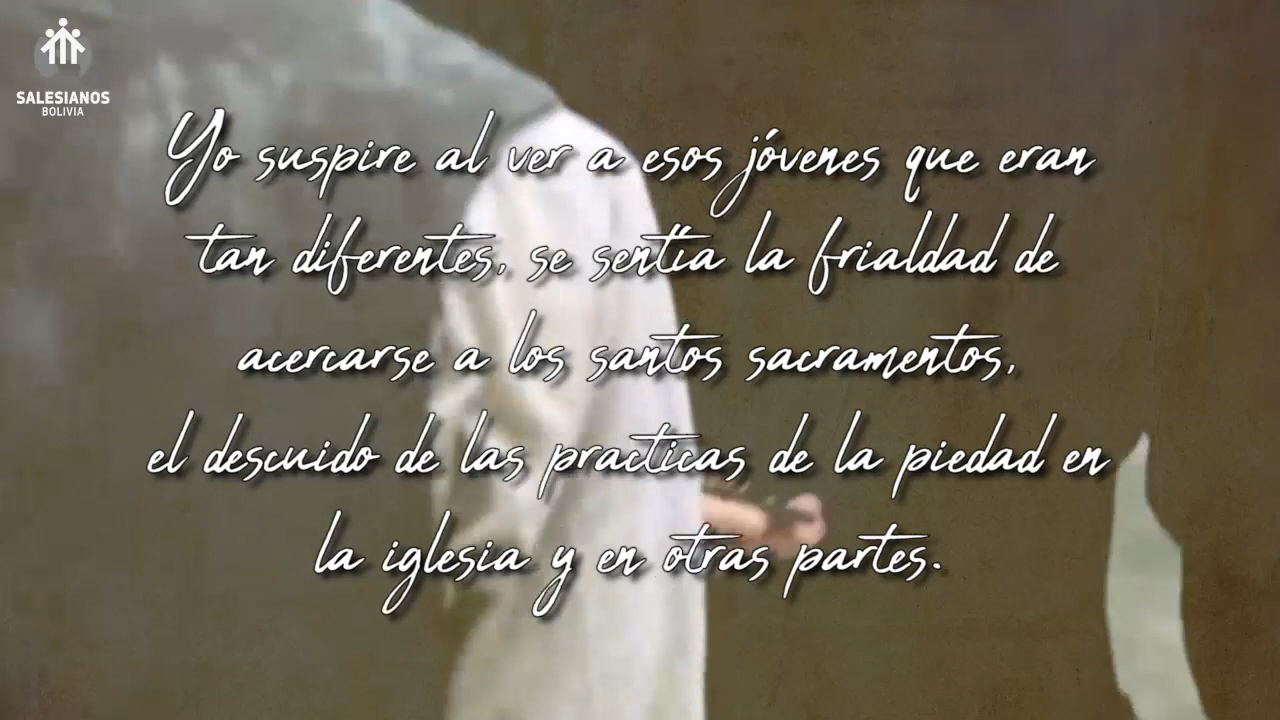 SALESIANOS
BOLIVIA
Yo suspire al ver a esos jóvenes que eran
tan diferentes, se sentía la frialdad de
acercarse a los santos sacramentos,
el descuido de las practicas de la piedad en
la iglesia y en otras partes.